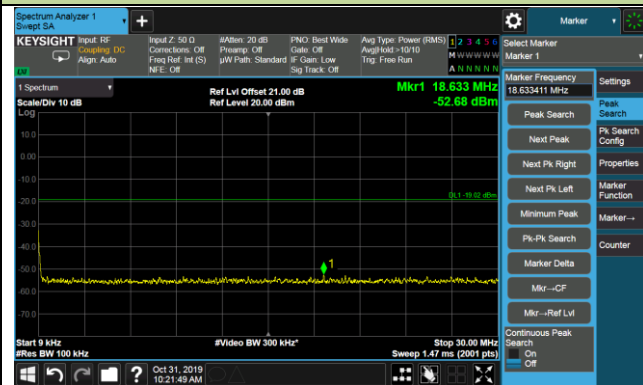 Spectrum Analyzer 1
Swept SA
+
Marker
KEYSIGHT
Input: RF
Coupling: DC
Align: Auto
Input Z: 50 Ω
Corrections: Off
Freq Ref: Int (S)
NFE: Off
#Atten: 20 dB
Preamp: Off
µW Path: Standard
PNO: Best Wide
Gate: Off
IF Gain: Low
Sig Track: Off
Avg Type: Power (RMS)
Avg|Hold:>10/10
Trig: Free Run
1 2 3 4 5 6
M W W W W W
A N N N N N
LW
Select Marker
Marker 1
1 Spectrum
Scale/Div 10 dB
Log
Ref Lvl Offset 21.00 dB
Ref Level 20.00 dBm
Mkr1 18.633 MHz
-52.68 dBm
10.0
0.00
-10.0
-20.0
-30.0
-40.0
-50.0
-60.0
-70.0
DL1 -19.02 dBm
1
Start 9 kHz
#Res BW 100 kHz
#Video BW 300 kHz*
Stop 30.00 MHz
Sweep 1.47 ms (2001 pts)
Marker Frequency
18.633411 MHz
Peak Search
Next Peak
Next Pk Right
Next Pk Left
Minimum Peak
Pk-Pk Search
Marker Delta
Mkr→CF
Mkr→Ref Lvl
Continuous Peak
Search
On
Off
Settings
Peak
Search
Pk Search
Config
Properties
Marker
Function
Marker→
Counter
?
Oct 31, 2019
10:21:49 AM